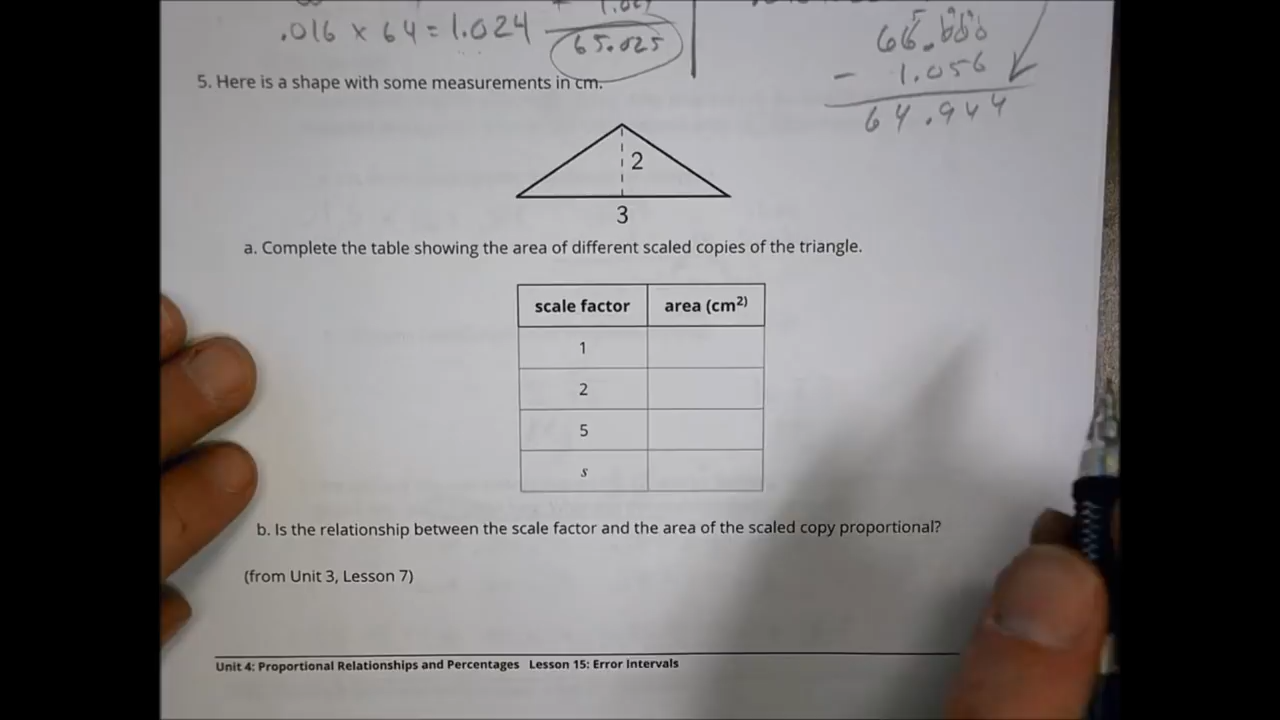 .016 x 64 = 1.024
65.025
66.000
- 1.056
64.944
5. Here is a shape with some measurements in cm.
2
3
a. Complete the table showing the area of different scaled copies of the triangle.
scale factor area (cm²)
1
2
5
s
b. Is the relationship between the scale factor and the area of the scaled copy proportional?
(from Unit 3, Lesson 7)
Unit 4: Proportional Relationships and Percentages Lesson 15: Error Intervals